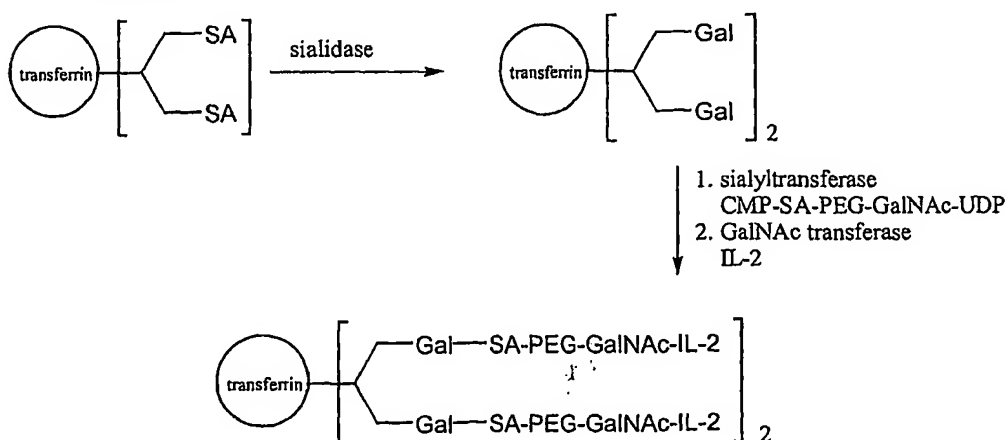 SA
transferrin
SA
sialidase
Gal
transferrin
Gal
2
1. sialyltransferase
CMP-SA-PEG-GalNAc-UDP
2. GalNAc transferase
IL-2
Gal—SA-PEG-GalNAc-IL-2
transferrin
Gal—SA-PEG-GalNAc-IL-2
2